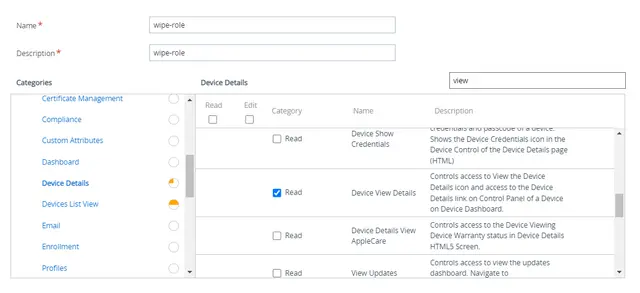 Name *
wipe-role
Description *
wipe-role
Categories
Device Details
view
Certificate Management
Compliance
Custom Attributes
Dashboard
Device Details
Devices List View
Email
Enrollment
Profiles
Read
Edit
Category
Name
Description
Read
Device Show
Credentials
credentials and passcode of a device.
Shows the Device Credentials icon in the
Device Control of the Device Details page
(HTML)
Read
Device View Details
Controls access to View the Device
Details icon and access to the Device
Details link on Control Panel of a Device
on Device Dashboard.
Read
Device Details View
AppleCare
Controls access to the Device Viewing
Device Warranty status in Device Details
HTML5 Screen.
Read
View Updates
Controls access to view the updates
dashboard. Navigate to